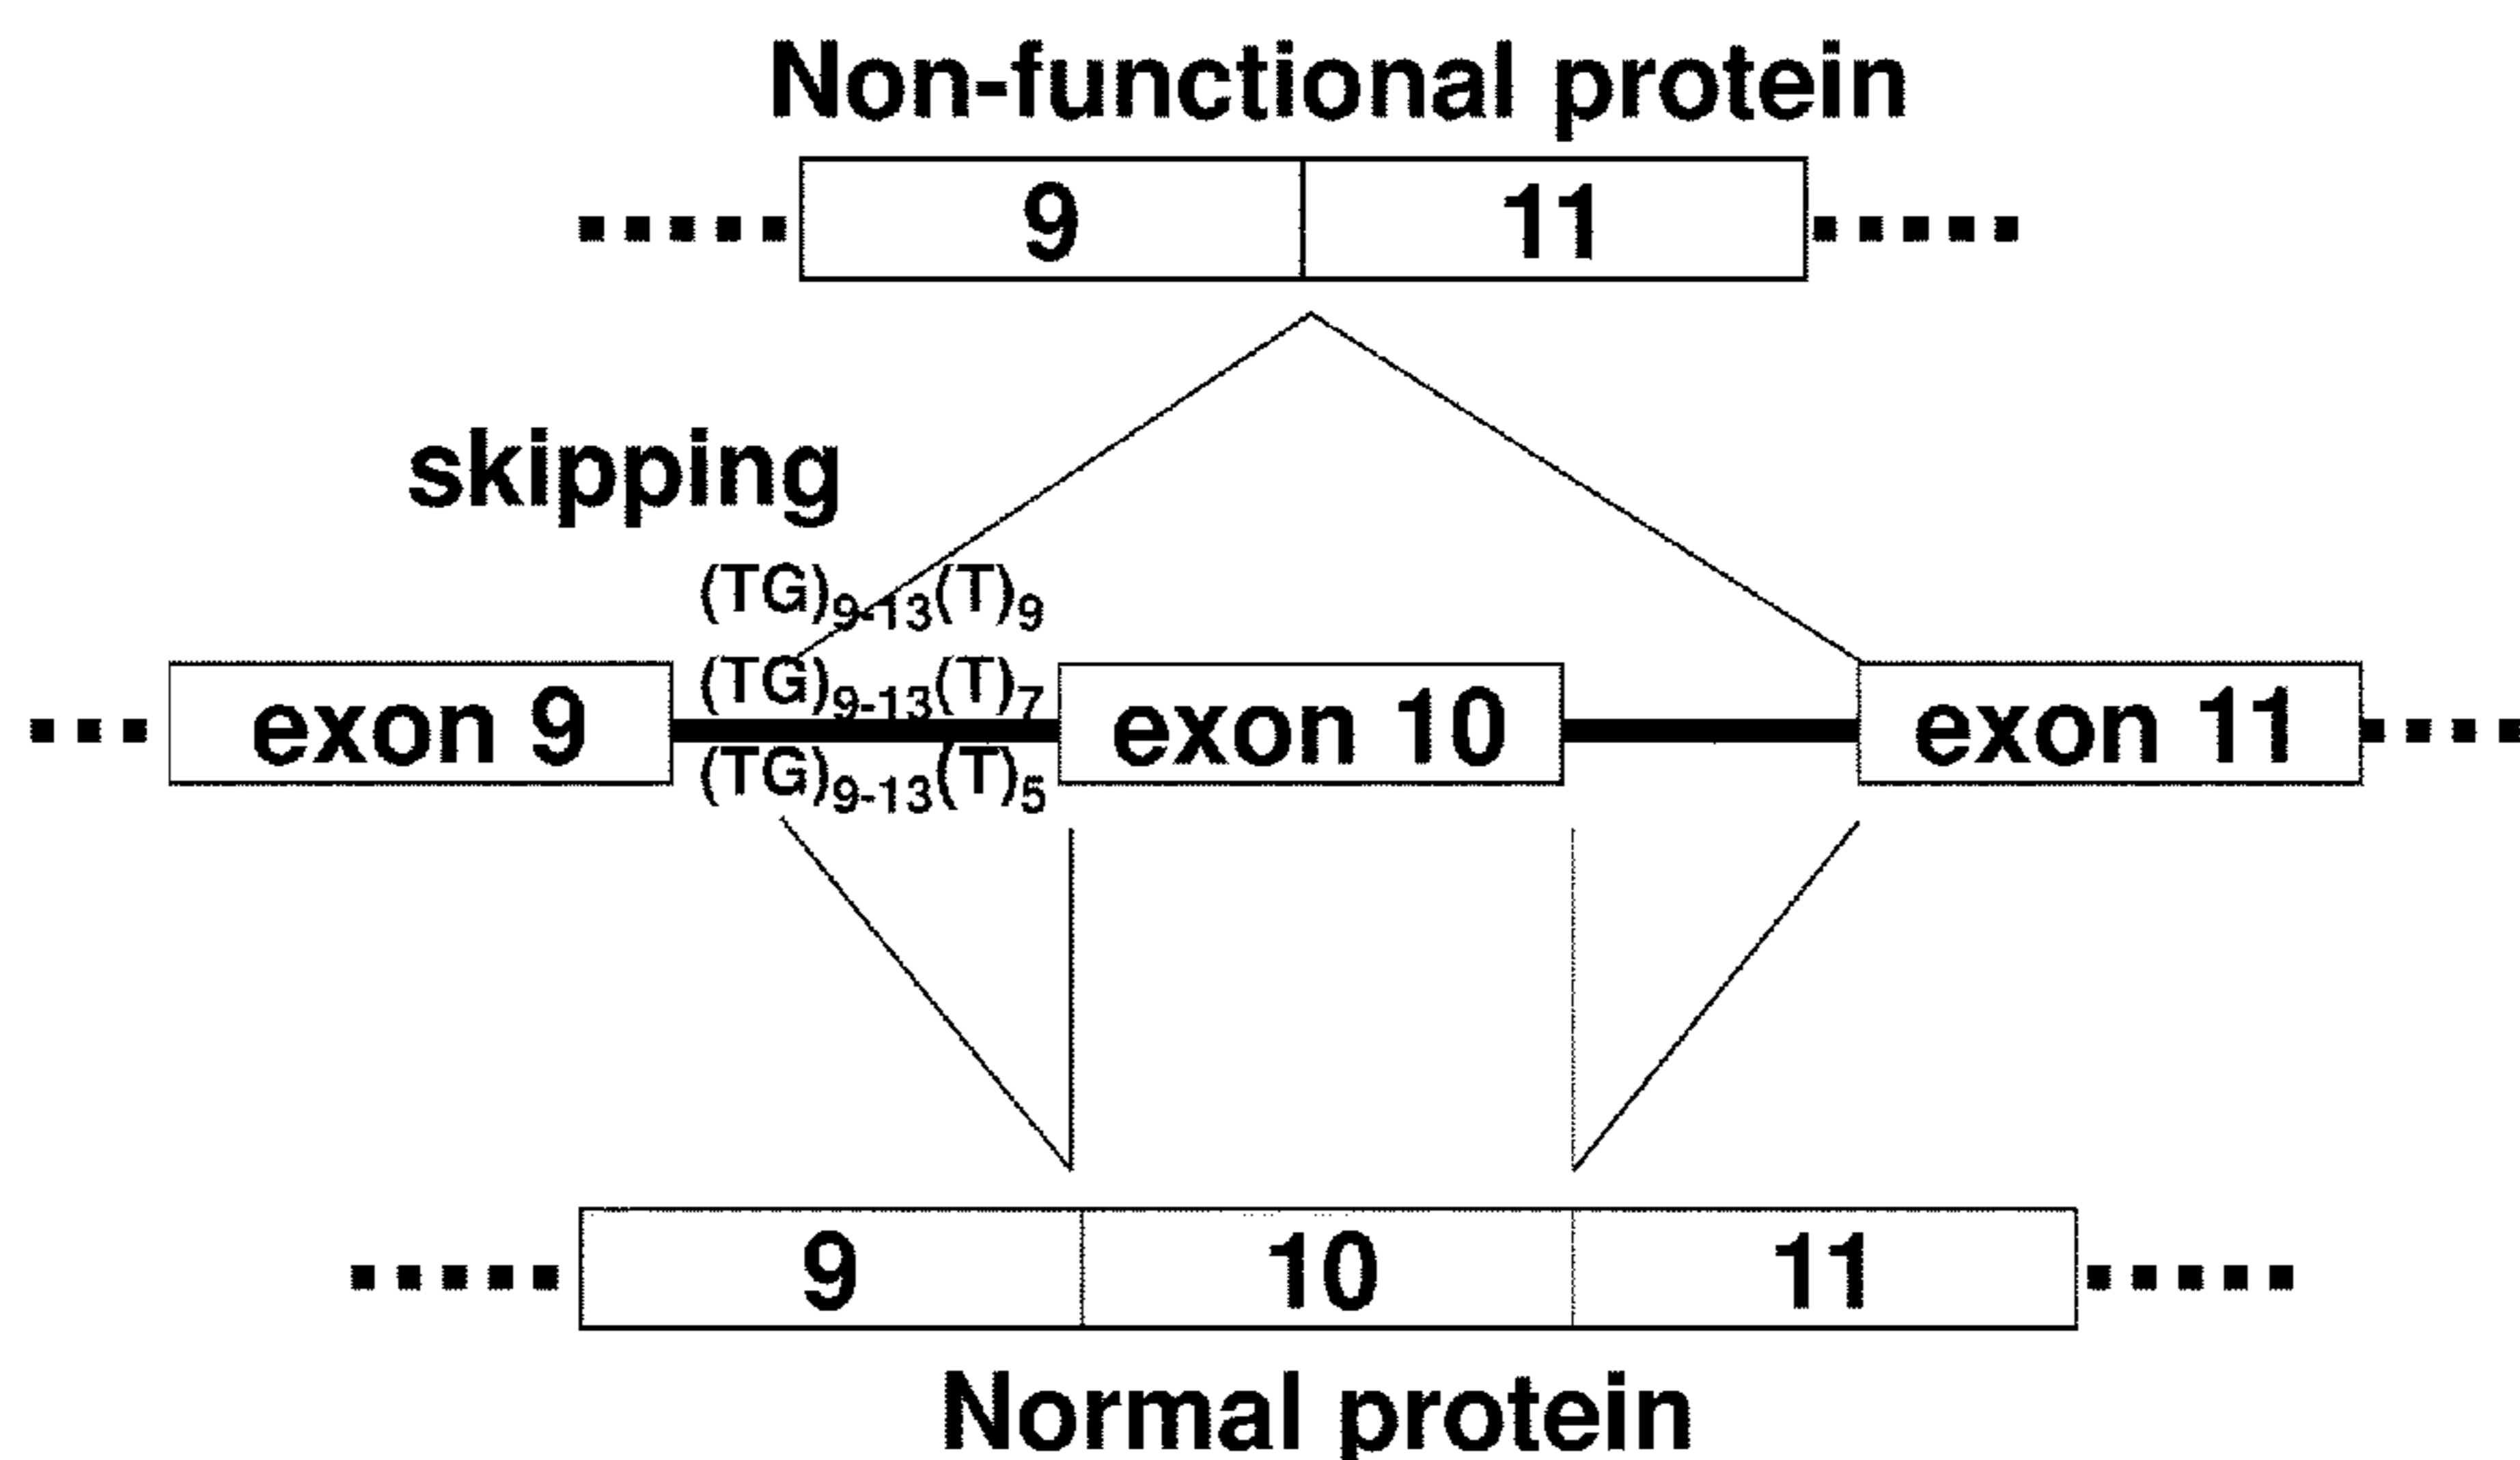 Non-functional protein
9 11
skipping
(TG)9-13(T)9
(TG)9-13(T)7
exon 9 exon 10 exon 11
(TG)9-13(T)5
9 10 11
Normal protein